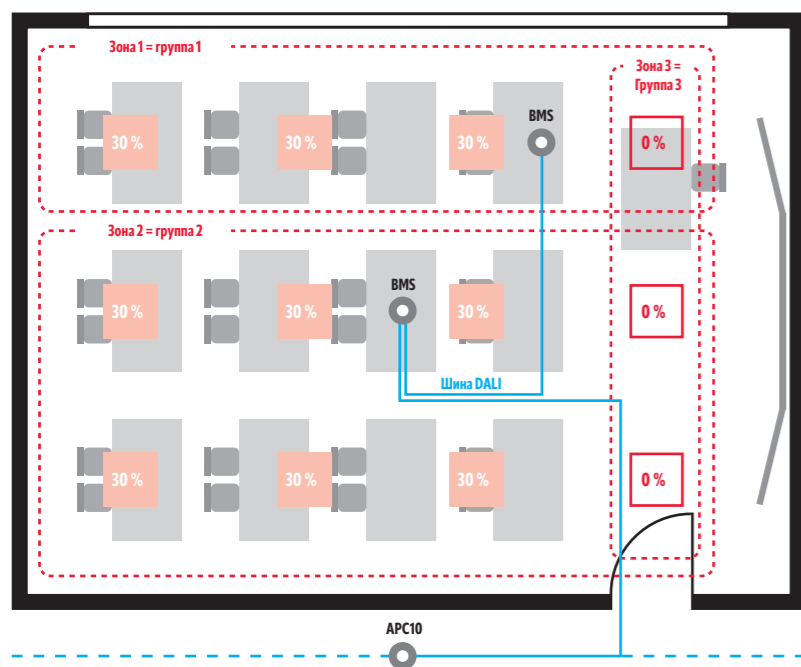 Зона 1 = группа 1
Зона 3 =
Группа 3
BMS
30 %
30 %
30 %
0 %
Зона 2 = группа 2
BMS
30 %
30 %
30 %
0 %
Шина DALI
30 %
30 %
30 %
0 %
APC10